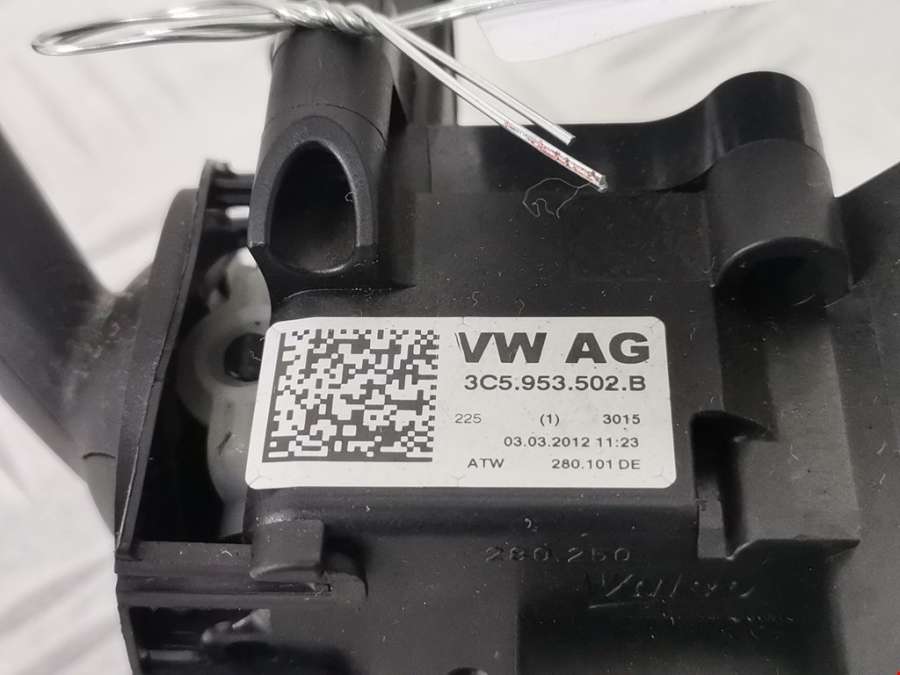 VW AG
3C5.953.502.B
225 (1) 3015
03.03.2012 11:23
ATW 280.101 DE
280.250
Valeo